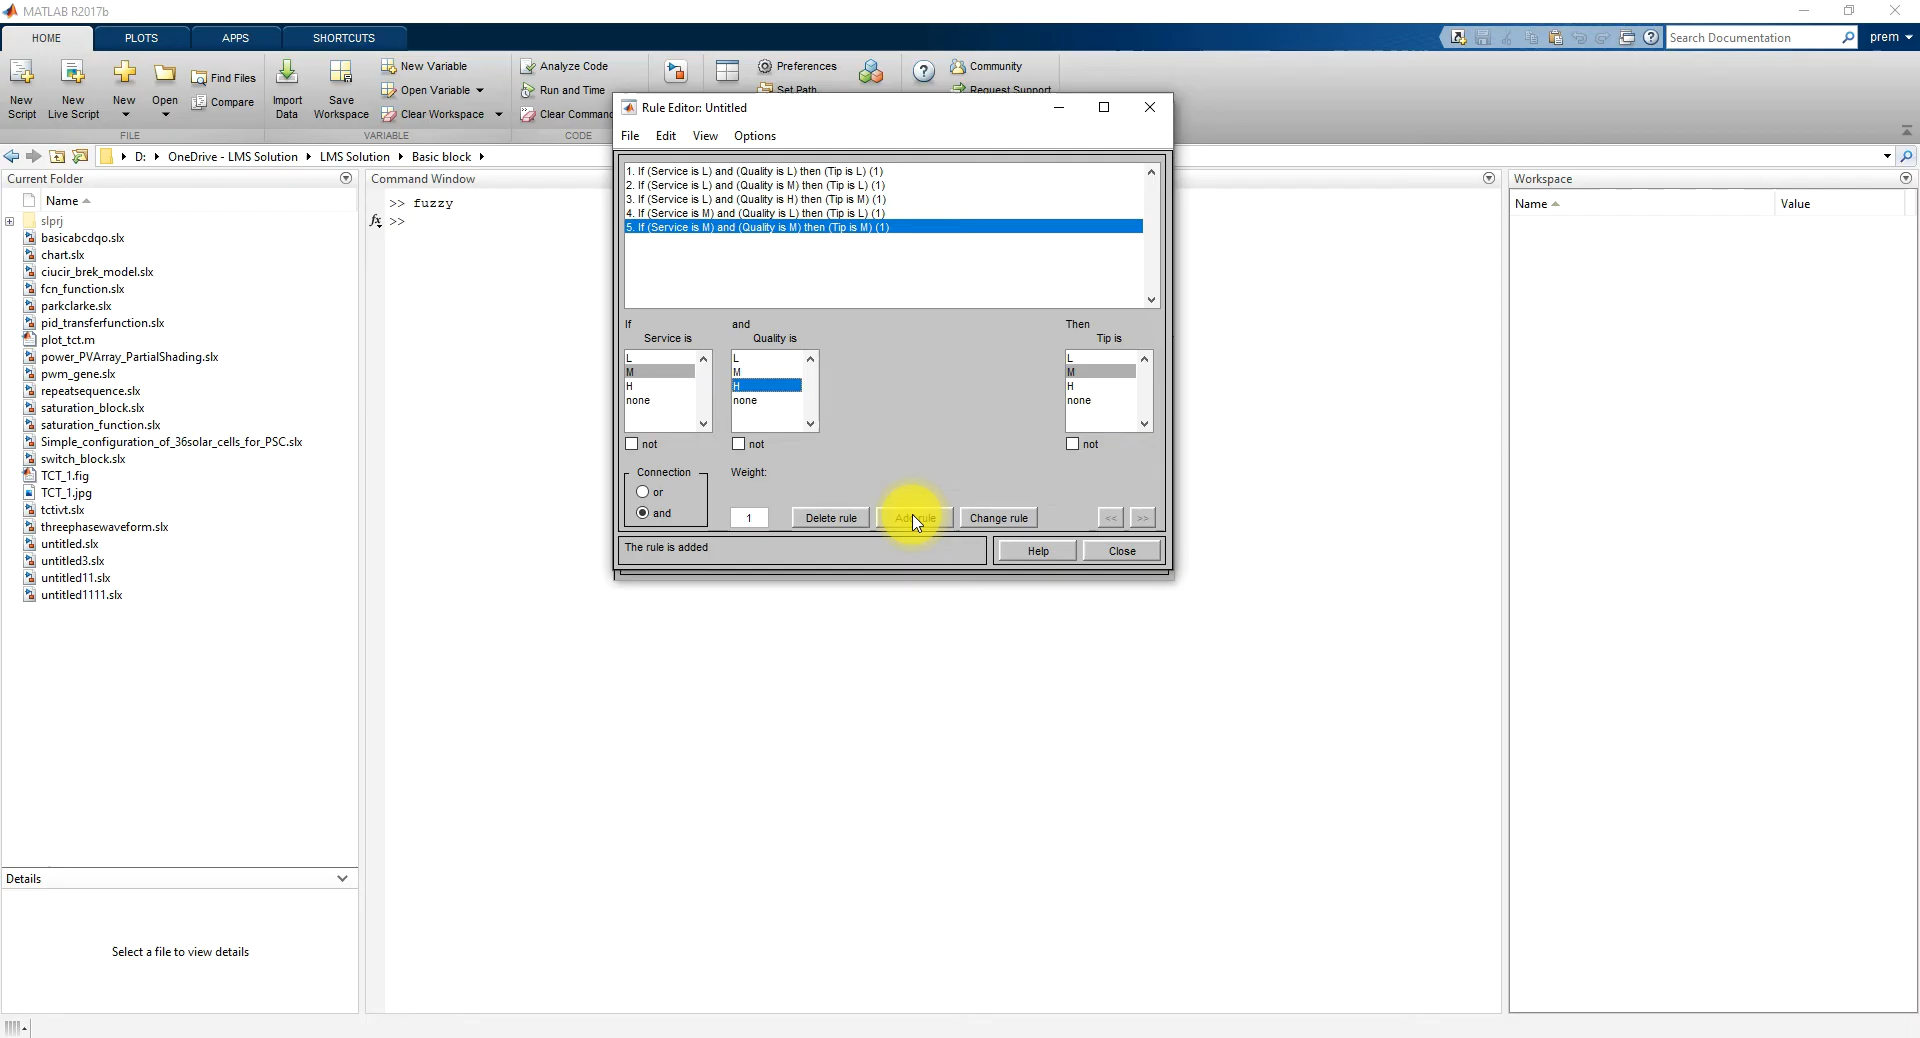 MATLAB R2017b
HOME
PLOTS
APPS
SHORTCUTS
Search Documentation
prem
New Script
New Live Script
New
Open
Find Files
Compare
Import Data
Save Workspace
New Variable
Open Variable
Clear Workspace
Analyze Code
Run and Time
Clear Command
Preferences
Set Path
Community
Request Support
FILE
VARIABLE
CODE
D: OneDrive - LMS Solution LMS Solution Basic block
Current Folder
Name
slprj
basicabcdqo.slx
chart.slx
ciucir_brek_model.slx
fcn_function.slx
parkclarke.slx
pid_transferfunction.slx
plot_tct.m
power_PVArray_PartialShading.slx
pwm_gene.slx
repeatsequence.slx
saturation_block.slx
saturation_function.slx
Simple_configuration_of_36solar_cells_for_PSC.slx
switch_block.slx
TCT_1.fig
TCT_1.jpg
tctivt.slx
threephasewaveform.slx
untitled.slx
untitled3.slx
untitled11.slx
untitled1111.slx
Details
Select a file to view details
Command Window
>> fuzzy
fx >>
Rule Editor: Untitled
File Edit View Options
1. If (Service is L) and (Quality is L) then (Tip is L) (1)
2. If (Service is L) and (Quality is M) then (Tip is L) (1)
3. If (Service is L) and (Quality is H) then (Tip is M) (1)
4. If (Service is M) and (Quality is L) then (Tip is L) (1)
5. If (Service is M) and (Quality is M) then (Tip is M) (1)
If
Service is
L
M
H
none
not
and
Quality is
L
M
H
none
not
Then
Tip is
L
M
H
none
not
Connection
or
and
Weight:
1
Delete rule
Add rule
Change rule
<<
>>
The rule is added
Help
Close
Workspace
Name
Value